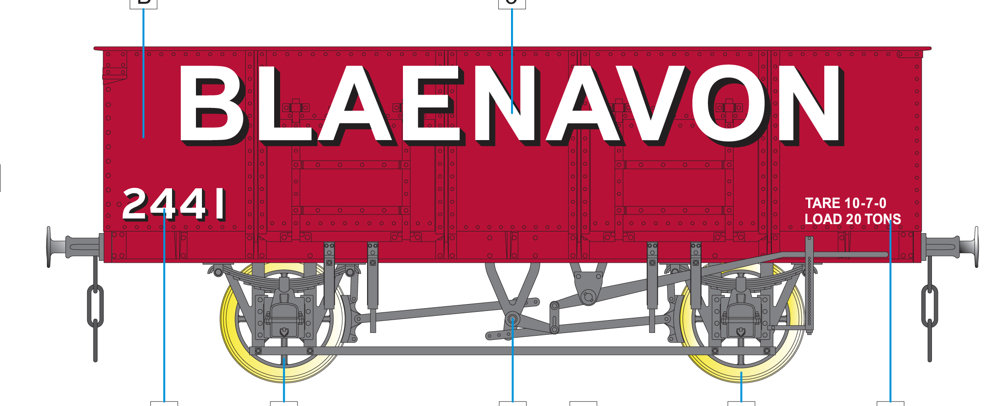 B
BLAENAVON
2441
TARE 10-7-0
LOAD 20 TONS